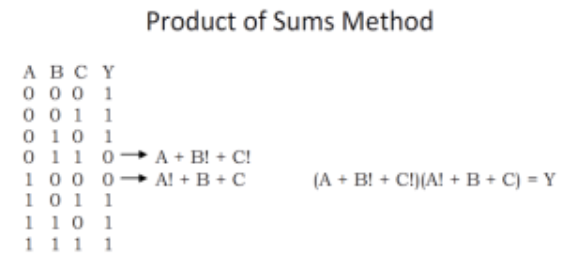 Product of Sums Method
A B C Y
0 0 0 1
0 0 1 1
0 1 0 1
0 1 1 0 → A + B! + C!
1 0 0 0 → A! + B + C (A + B! + C!)(A! + B + C) = Y
1 0 1 1
1 1 0 1
1 1 1 1